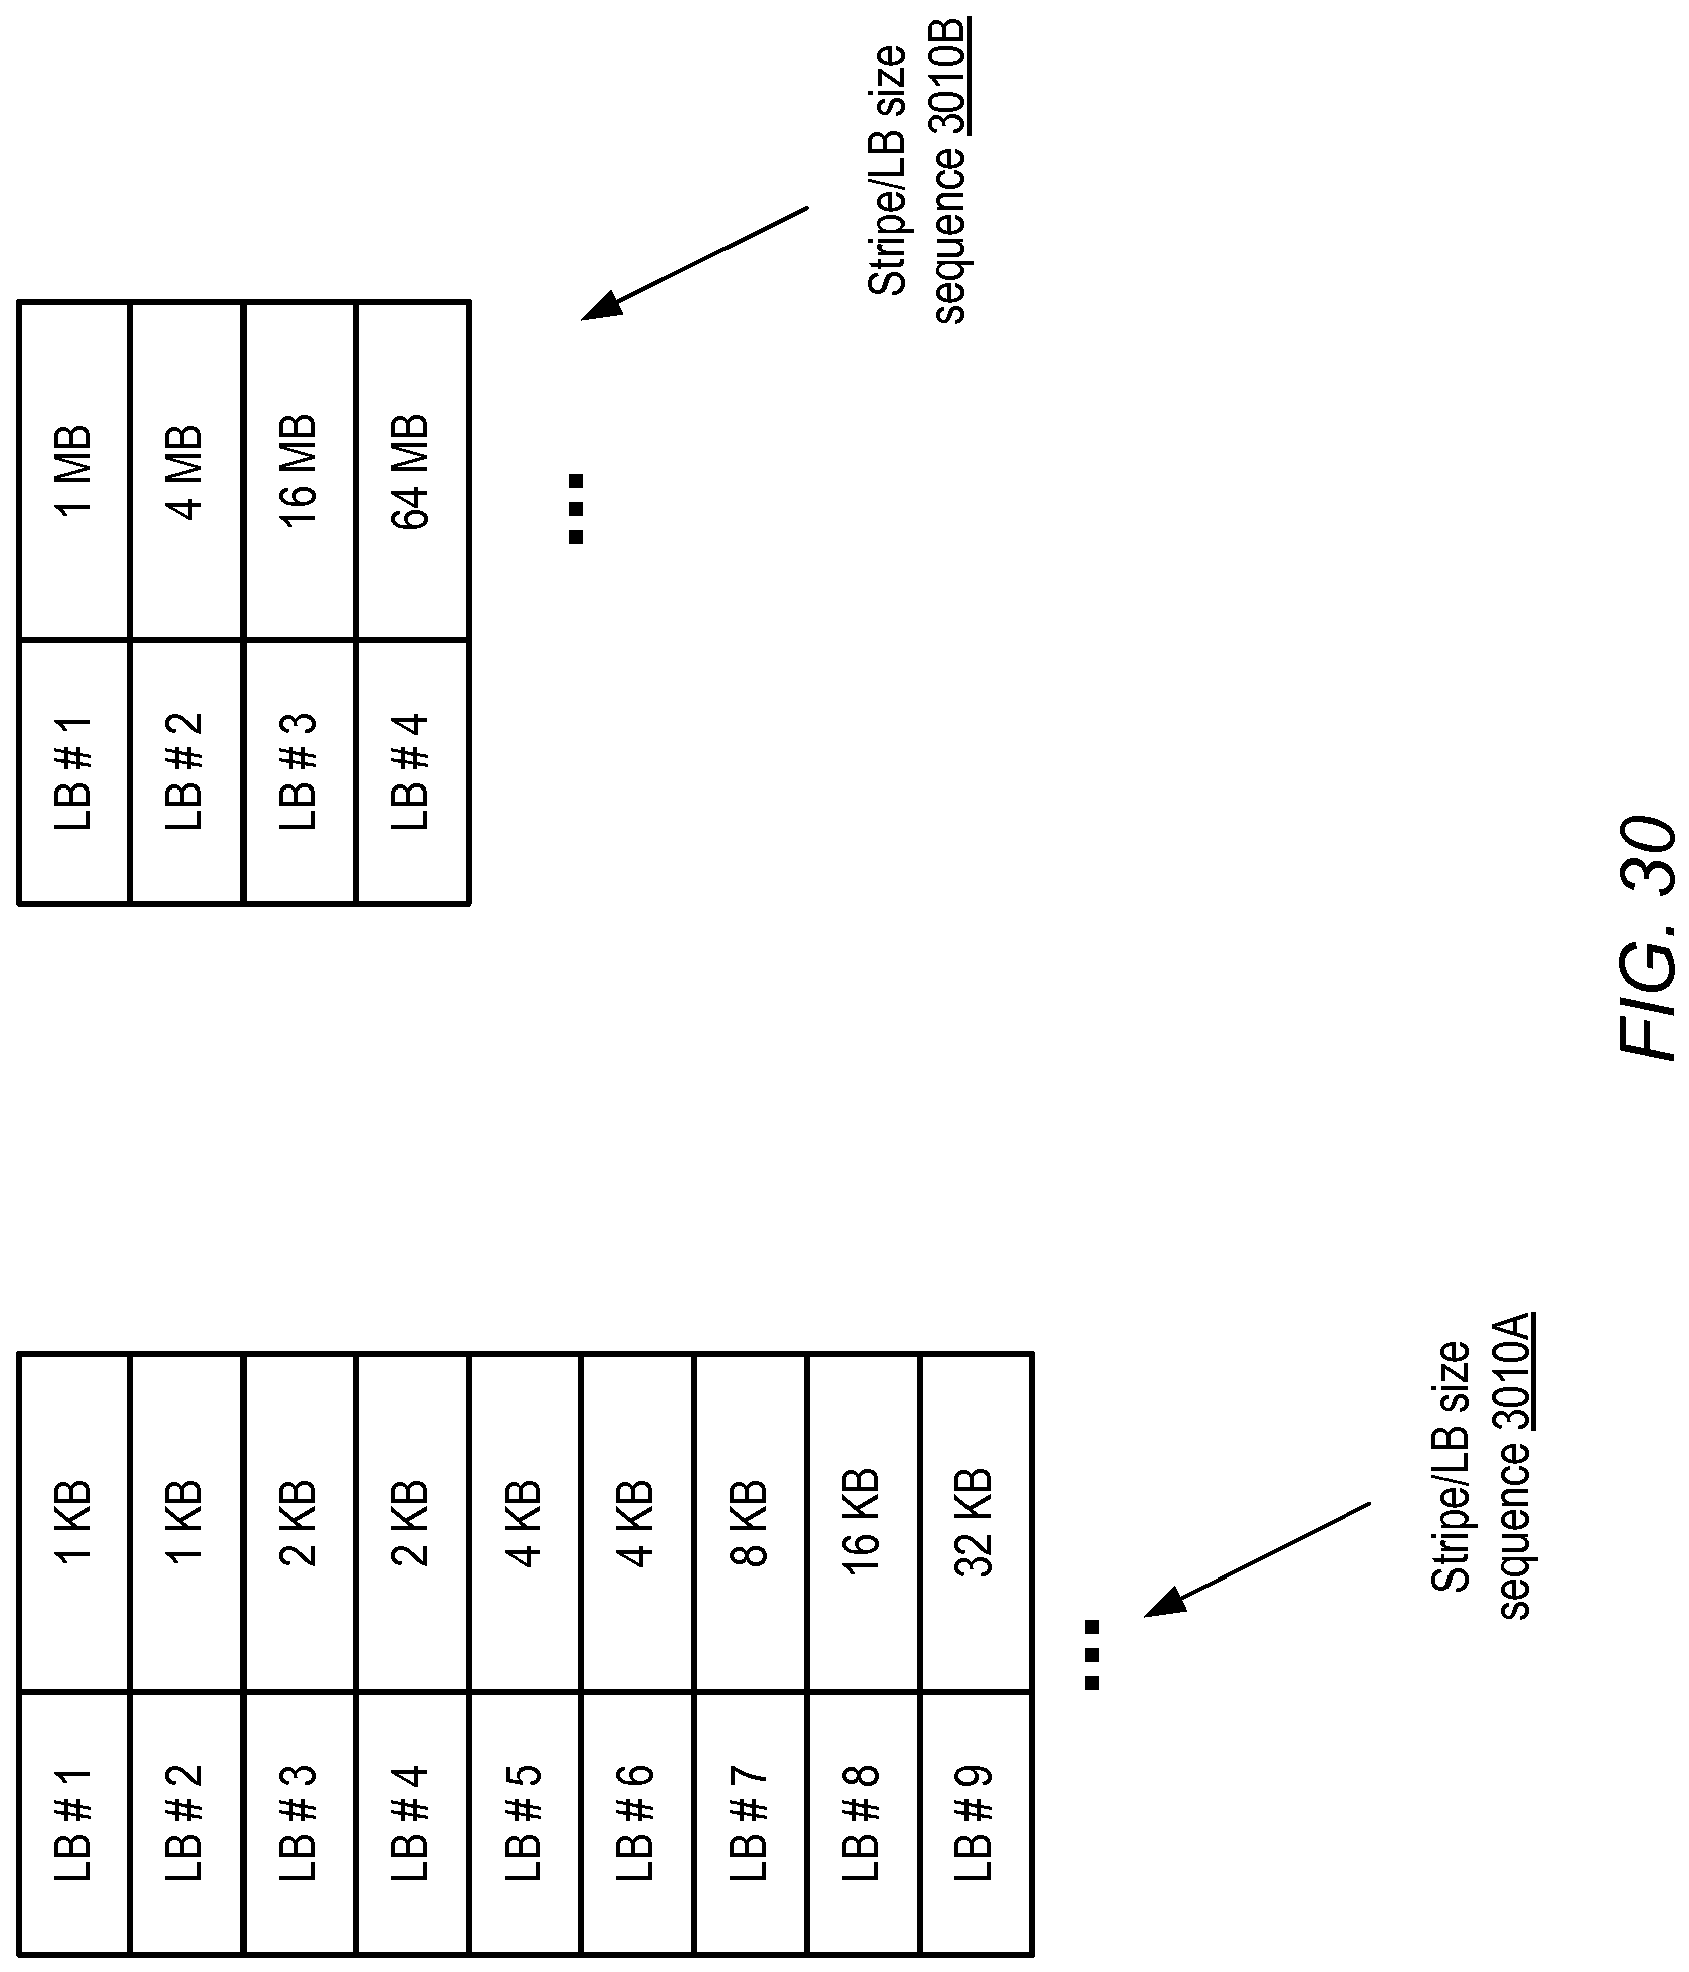 LB # 1 1 KB
LB # 2 1 KB
LB # 3 2 KB
LB # 4 2 KB
LB # 5 4 KB
LB # 6 4 KB
LB # 7 8 KB
LB # 8 16 KB
LB # 9 32 KB
...
Stripe/LB size
sequence 3010A
LB # 1 1 MB
LB # 2 4 MB
LB # 3 16 MB
LB # 4 64 MB
...
Stripe/LB size
sequence 3010B
FIG. 30